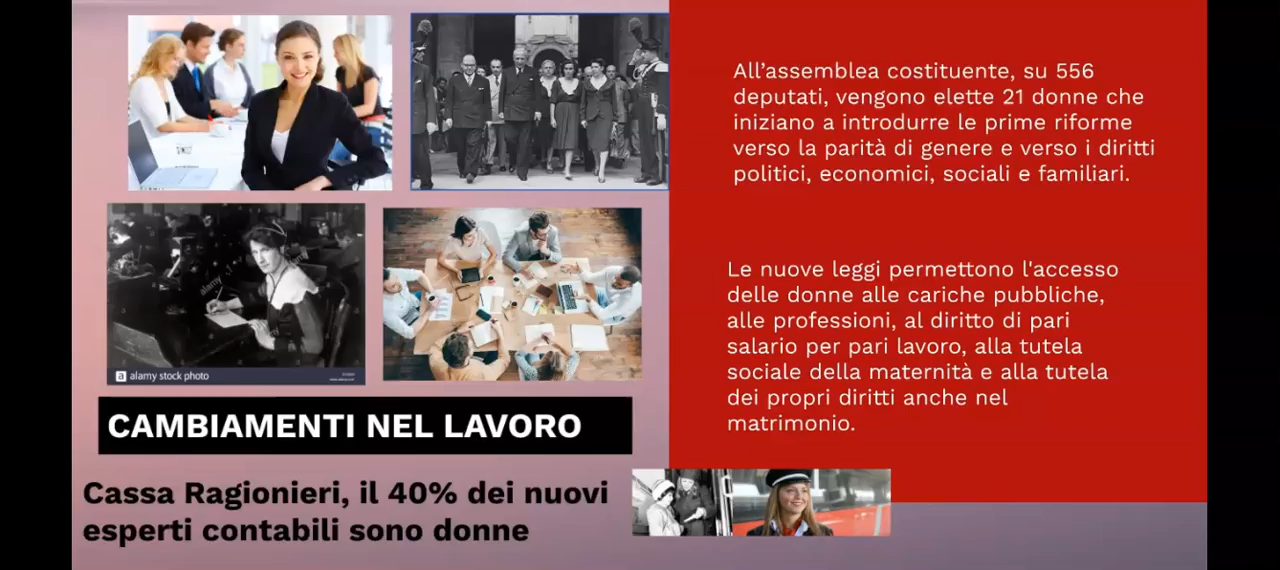 All'assemblea costituente, su 556
deputati, vengono elette 21 donne che
iniziano a introdurre le prime riforme
verso la parità di genere e verso i diritti
politici, economici, sociali e familiari.
Le nuove leggi permettono l'accesso
delle donne alle cariche pubbliche,
alle professioni, al diritto di pari
salario per pari lavoro, alla tutela
sociale della maternità e alla tutela
dei propri diritti anche nel
matrimonio.
alamy
a alamy stock photo
CAMBIAMENTI NEL LAVORO
Cassa Ragionieri, il 40% dei nuovi
esperti contabili sono donne